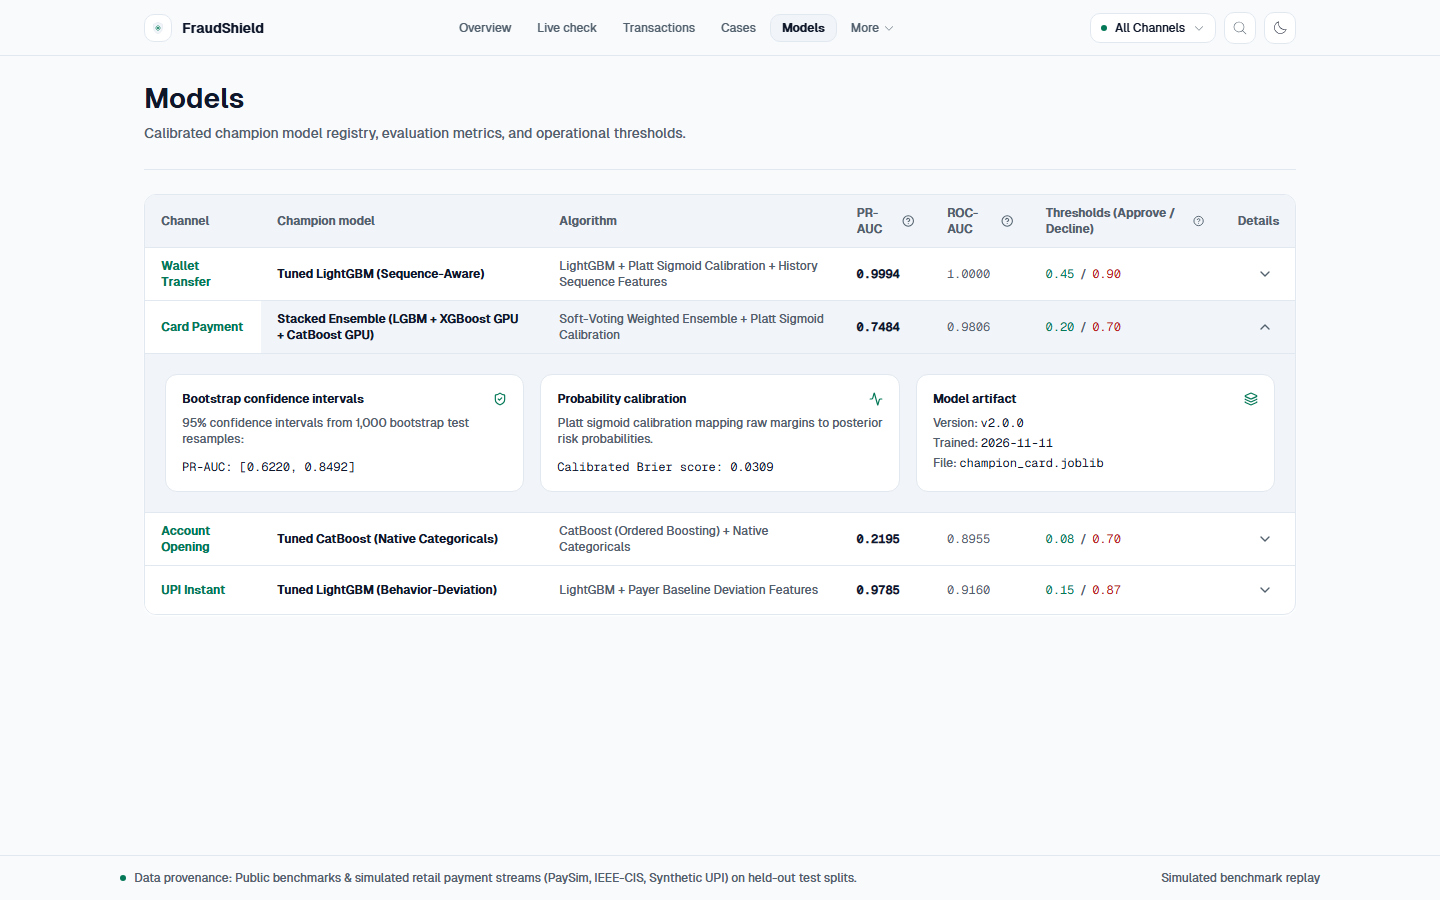 FraudShield
Overview
Live check
Transactions
Cases
Models
More
All Channels
Models
Calibrated champion model registry, evaluation metrics, and operational thresholds.
Channel
Champion model
Algorithm
PR-
AUC
ROC-
AUC
Thresholds (Approve /
Decline)
Details
Wallet
Transfer
Tuned LightGBM (Sequence-Aware)
LightGBM + Platt Sigmoid Calibration + History
Sequence Features
0.9994
1.0000
0.45 / 0.90
Card Payment
Stacked Ensemble (LGBM + XGBoost GPU
+ CatBoost GPU)
Soft-Voting Weighted Ensemble + Platt Sigmoid
Calibration
0.7484
0.9806
0.20 / 0.70
Bootstrap confidence intervals
95% confidence intervals from 1,000 bootstrap test
resamples:
PR-AUC: [0.6220, 0.8492]
Probability calibration
Platt sigmoid calibration mapping raw margins to posterior
risk probabilities.
Calibrated Brier score: 0.0309
Model artifact
Version: v2.0.0
Trained: 2026-11-11
File: champion_card.joblib
Account
Opening
Tuned CatBoost (Native Categoricals)
CatBoost (Ordered Boosting) + Native
Categoricals
0.2195
0.8955
0.08 / 0.70
UPI Instant
Tuned LightGBM (Behavior-Deviation)
LightGBM + Payer Baseline Deviation Features
0.9785
0.9160
0.15 / 0.87
Data provenance: Public benchmarks & simulated retail payment streams (PaySim, IEEE-CIS, Synthetic UPI) on held-out test splits.
Simulated benchmark replay